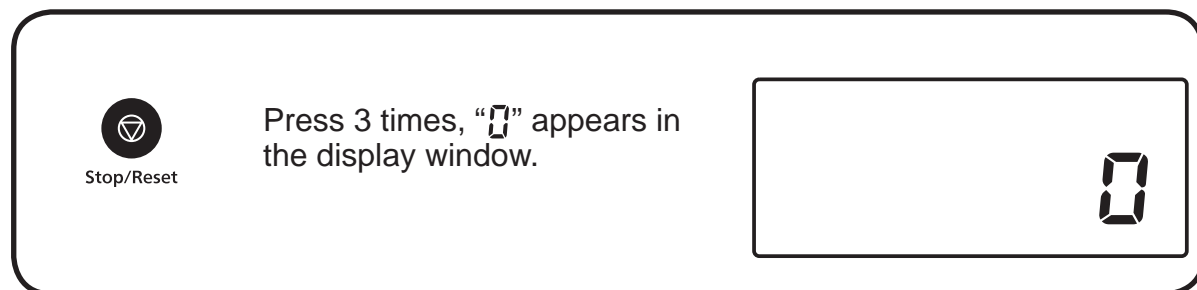 Press 3 times, “0” appears in
the display window.
Stop/Reset
0